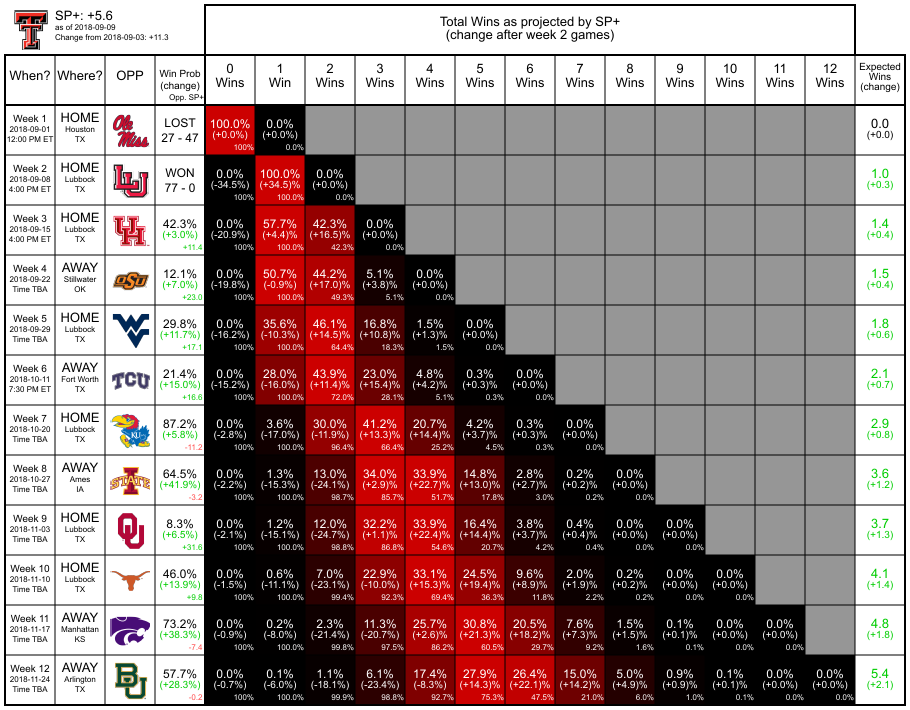 SP+: +5.6
as of 2018-09-09
Change from 2018-09-03: +11.3
Total Wins as projected by SP+
(change after week 2 games)
When? Where? OPP Win Prob (change) Opp. SP+ 0 Wins 1 Win 2 Wins 3 Wins 4 Wins 5 Wins 6 Wins 7 Wins 8 Wins 9 Wins 10 Wins 11 Wins 12 Wins Expected Wins (change)
Week 1 HOME Ole Miss LOST 100.0% 0.0% 0.0
2018-09-01 Houston (+0.0%) (+0.0%) (+0.0)
12:00 PM ET TX 27 - 47 100% 0.0%
Week 2 HOME LU WON 0.0% 100.0% 0.0% 1.0
2018-09-08 Lubbock (-34.5%) (+34.5)% (+0.0%) (+0.3)
4:00 PM ET TX 77 - 0 100% 100.0% 0.0%
Week 3 HOME UH 42.3% 0.0% 57.7% 42.3% 0.0% 1.4
2018-09-15 Lubbock (+3.0%) (-20.9%) (+4.4)% (+16.5)% (+0.0%) (+0.4)
4:00 PM ET TX +11.4 100% 100.0% 42.3% 0.0%
Week 4 AWAY OSU 12.1% 0.0% 50.7% 44.2% 5.1% 0.0% 1.5
2018-09-22 Stillwater (+7.0%) (-19.8%) (-0.9%) (+17.0)% (+3.8)% (+0.0%) (+0.4)
Time TBA OK +23.0 100% 100.0% 49.3% 5.1% 0.0%
Week 5 HOME WV 29.8% 0.0% 35.6% 46.1% 16.8% 1.5% 0.0% 1.8
2018-09-29 Lubbock (+11.7%) (-16.2%) (-10.3%) (+14.5)% (+10.8)% (+1.3)% (+0.0%) (+0.6)
Time TBA TX +17.1 100% 100.0% 64.4% 18.3% 1.5% 0.0%
Week 6 AWAY TCU 21.4% 0.0% 28.0% 43.9% 23.0% 4.8% 0.3% 0.0% 2.1
2018-10-11 Fort Worth (+15.0%) (-15.2%) (-16.0%) (+11.4)% (+15.4)% (+4.2)% (+0.3)% (+0.0%) (+0.7)
7:30 PM ET TX +16.6 100% 100.0% 72.0% 28.1% 5.1% 0.3% 0.0%
Week 7 HOME KU 87.2% 0.0% 3.6% 30.0% 41.2% 20.7% 4.2% 0.3% 0.0% 2.9
2018-10-20 Lubbock (+5.8%) (-2.8%) (-17.0%) (-11.9%) (+13.3)% (+14.4)% (+3.7)% (+0.3)% (+0.0%) (+0.8)
Time TBA TX -11.2 100% 100.0% 96.4% 66.4% 25.2% 4.5% 0.3% 0.0%
Week 8 AWAY I STATE 64.5% 0.0% 1.3% 13.0% 34.0% 33.9% 14.8% 2.8% 0.2% 0.0% 3.6
2018-10-27 Ames (+41.9%) (-2.2%) (-15.3%) (-24.1%) (+2.9)% (+22.7)% (+13.0)% (+2.7)% (+0.2)% (+0.0%) (+1.2)
Time TBA IA -3.2 100% 100.0% 98.7% 85.7% 51.7% 17.8% 3.0% 0.2% 0.0%
Week 9 HOME OU 8.3% 0.0% 1.2% 12.0% 32.2% 33.9% 16.4% 3.8% 0.4% 0.0% 0.0% 3.7
2018-11-03 Lubbock (+6.5%) (-2.1%) (-15.1%) (-24.7%) (+1.1)% (+22.4)% (+14.4)% (+3.7)% (+0.4)% (+0.0%) (+0.0%) (+1.3)
Time TBA TX +31.6 100% 100.0% 98.8% 86.8% 54.6% 20.7% 4.2% 0.4% 0.0% 0.0%
Week 10 HOME 46.0% 0.0% 0.6% 7.0% 22.9% 33.1% 24.5% 9.6% 2.0% 0.2% 0.0% 0.0% 4.1
2018-11-10 Lubbock (+13.9%) (-1.5%) (-11.1%) (-23.1%) (-10.0%) (+15.3)% (+19.4)% (+8.9)% (+1.9)% (+0.2)% (+0.0%) (+0.0%) (+1.4)
Time TBA TX +9.8 100% 100.0% 99.4% 92.3% 69.4% 36.3% 11.8% 2.2% 0.2% 0.0% 0.0%
Week 11 AWAY 73.2% 0.0% 0.2% 2.3% 11.3% 25.7% 30.8% 20.5% 7.6% 1.5% 0.1% 0.0% 0.0% 4.8
2018-11-17 Manhattan (+38.3%) (-0.9%) (-8.0%) (-21.4%) (-20.7%) (+2.6)% (+21.3)% (+18.2)% (+7.3)% (+1.5)% (+0.1)% (+0.0%) (+0.0%) (+1.8)
Time TBA KS -7.4 100% 100.0% 99.8% 97.5% 86.2% 60.5% 29.7% 9.2% 1.6% 0.1% 0.0% 0.0%
Week 12 AWAY BU 57.7% 0.0% 0.1% 1.1% 6.1% 17.4% 27.9% 26.4% 15.0% 5.0% 0.9% 0.1% 0.0% 0.0% 5.4
2018-11-24 Arlington (+28.3%) (-0.7%) (-6.0%) (-18.1%) (-23.4%) (-8.3%) (+14.3)% (+22.1)% (+14.2)% (+4.9)% (+0.9)% (+0.1)% (+0.0%) (+0.0%) (+2.1)
Time TBA TX -0.2 100% 100.0% 99.9% 98.8% 92.7% 75.3% 47.5% 21.0% 6.0% 1.0% 0.1% 0.0% 0.0%